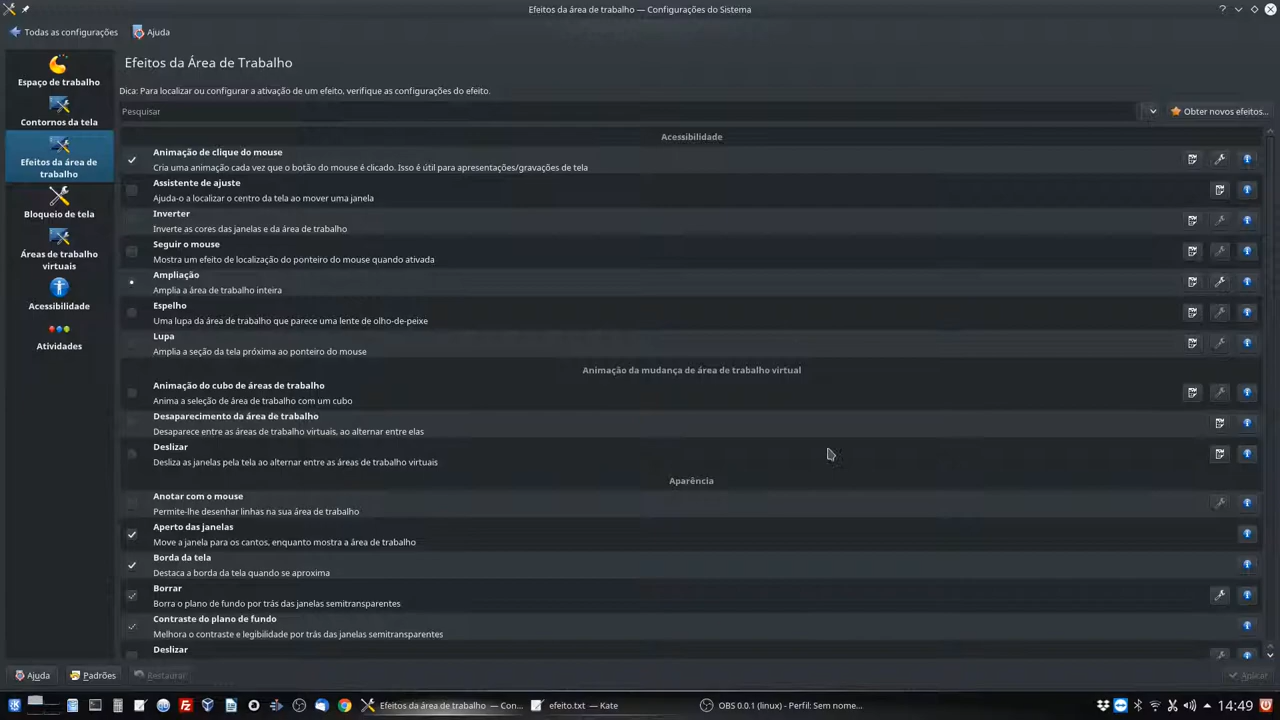 Efeitos da área de trabalho — Configurações do Sistema
Todas as configurações
Ajuda
Espaço de trabalho
Contornos da tela
Efeitos da área de
trabalho
Bloqueio de tela
Áreas de trabalho
virtuais
Acessibilidade
Atividades
Efeitos da Área de Trabalho
Dica: Para localizar ou configurar a ativação de um efeito, verifique as configurações do efeito.
Pesquisar
Obter novos efeitos...
Acessibilidade
Animação de clique do mouse
Cria uma animação cada vez que o botão do mouse é clicado. Isso é útil para apresentações/gravações de tela
Assistente de ajuste
Ajuda-o a localizar o centro da tela ao mover uma janela
Inverter
Inverte as cores das janelas e da área de trabalho
Seguir o mouse
Mostra um efeito de localização do ponteiro do mouse quando ativada
Ampliação
Amplia a área de trabalho inteira
Espelho
Uma lupa da área de trabalho que parece uma lente de olho-de-peixe
Lupa
Amplia a seção da tela próxima ao ponteiro do mouse
Animação da mudança de área de trabalho virtual
Animação do cubo de áreas de trabalho
Anima a seleção de área de trabalho com um cubo
Desaparecimento da área de trabalho
Desaparece entre as áreas de trabalho virtuais, ao alternar entre elas
Deslizar
Desliza as janelas pela tela ao alternar entre as áreas de trabalho virtuais
Aparência
Anotar com o mouse
Permite-lhe desenhar linhas na sua área de trabalho
Aperto das janelas
Move a janela para os cantos, enquanto mostra a área de trabalho
Borda da tela
Destaca a borda da tela quando se aproxima
Borrar
Borra o plano de fundo por trás das janelas semitransparentes
Contraste do plano de fundo
Melhora o contraste e legibilidade por trás das janelas semitransparentes
Deslizar
Ajuda
Padrões
Restaurar
Aplicar
Efeitos da área de trabalho — Con...
efeito.txt — Kate
OBS 0.0.1 (linux) - Perfil: Sem nome...
14:49